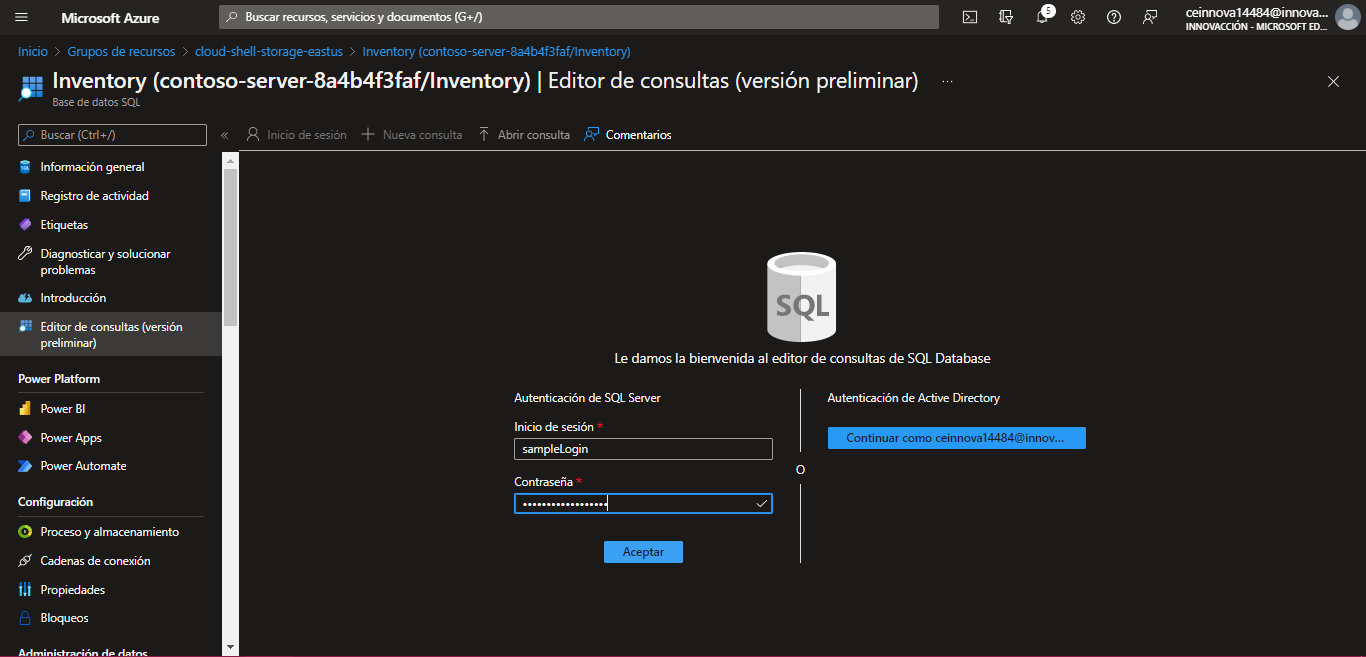 Microsoft Azure
Buscar recursos, servicios y documentos (G+/)
5
ceinnova14484@innova...
INNOVACCIÓN - MICROSOFT ED...
Inicio > Grupos de recursos > cloud-shell-storage-eastus > Inventory (contoso-server-8a4b4f3faf/Inventory)
Inventory (contoso-server-8a4b4f3faf/Inventory) | Editor de consultas (versión preliminar) ...
Base de datos SQL
Buscar (Ctrl+/)
«
Inicio de sesión
Nueva consulta
Abrir consulta
Comentarios
Información general
Registro de actividad
Etiquetas
Diagnosticar y solucionar
problemas
Introducción
Editor de consultas (versión
preliminar)
Power Platform
Power BI
Power Apps
Power Automate
Configuración
Proceso y almacenamiento
Cadenas de conexión
Propiedades
Bloqueos
Administración de datos
SQL
Le damos la bienvenida al editor de consultas de SQL Database
Autenticación de SQL Server
Inicio de sesión *
sampleLogin
Contraseña *
••••••••••••••••••
Aceptar
O
Autenticación de Active Directory
Continuar como ceinnova14484@innov...